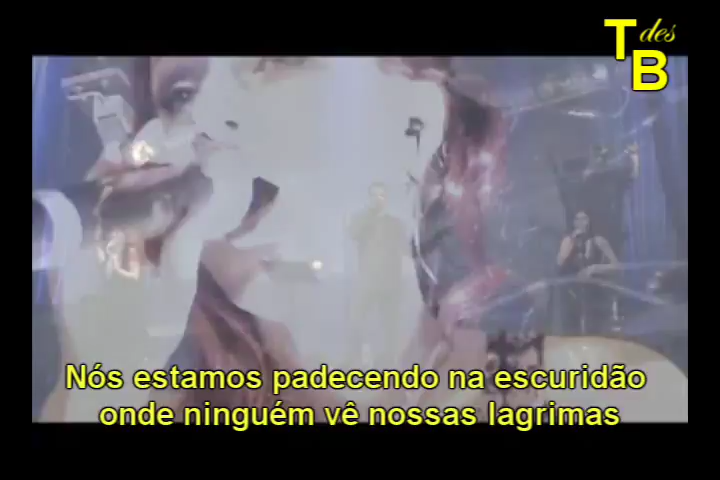 T des
B
Nós estamos padecendo na escuridão
onde ninguém vê nossas lagrimas